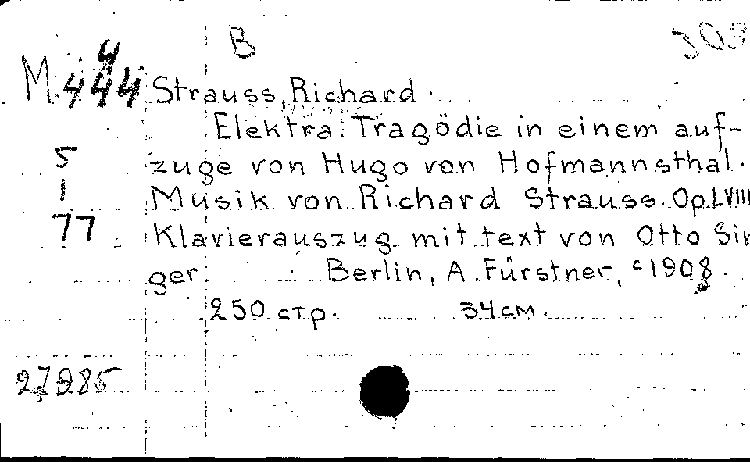 B
M 444
Strauss, Richard.
Elektra. Tragödie in einem auf-
5 zuge von Hugo von Hofmannsthal.
1 Musik von Richard Strauss. Op. LVIII
77 Klavierauszug mit text von Otto Sin
ger. Berlin, A. Fürstner, c 1908.
250 стр. 34 см.
27985